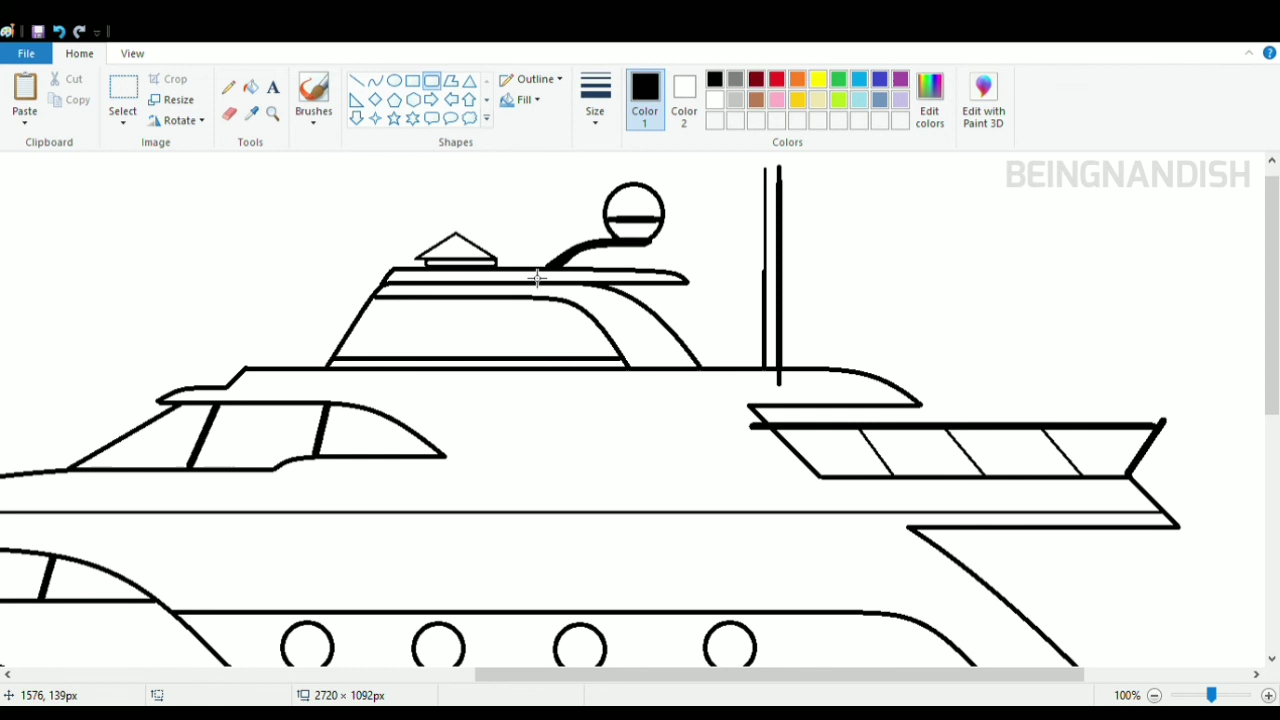 File Home View
Paste
Cut
Copy
Clipboard
Select
Crop
Resize
Rotate
Image
A
Tools
Brushes
Shapes
Outline
Fill
Size
Color
1
Color
2
Colors
Edit
colors
Edit with
Paint 3D
?
BEINGNANDISH
1576, 139px
2720 × 1092px
100%